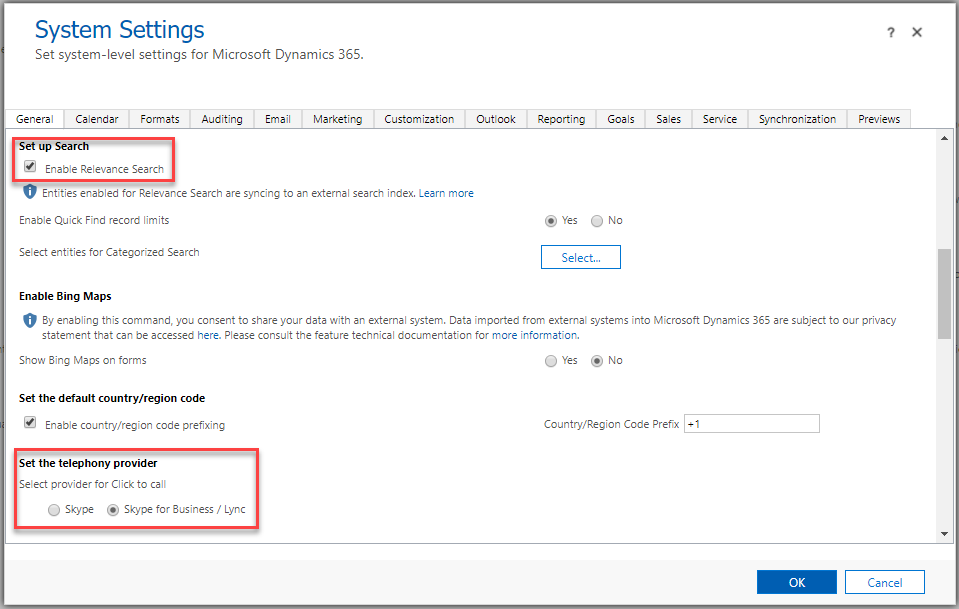 System Settings
Set system-level settings for Microsoft Dynamics 365.
?
General Calendar Formats Auditing Email Marketing Customization Outlook Reporting Goals Sales Service Synchronization Previews
Set up Search
Enable Relevance Search
Entities enabled for Relevance Search are syncing to an external search index. Learn more
Enable Quick Find record limits Yes No
Select entities for Categorized Search Select...
Enable Bing Maps
By enabling this command, you consent to share your data with an external system. Data imported from external systems into Microsoft Dynamics 365 are subject to our privacy
statement that can be accessed here. Please consult the feature technical documentation for more information.
Show Bing Maps on forms Yes No
Set the default country/region code
Enable country/region code prefixing Country/Region Code Prefix +1
Set the telephony provider
Select provider for Click to call
Skype Skype for Business / Lync
OK Cancel